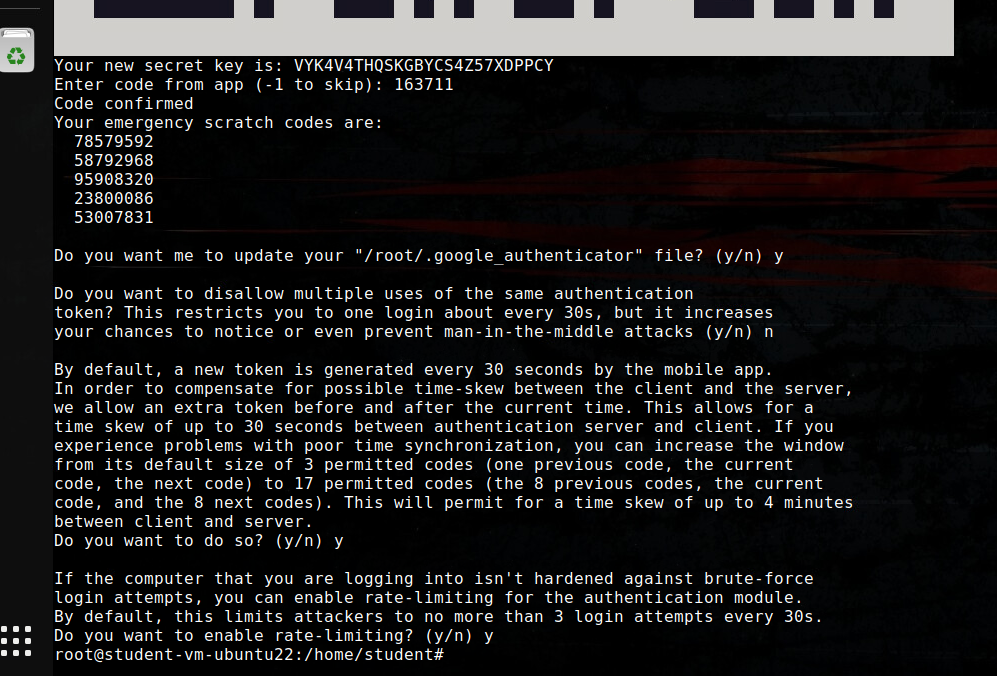 Your new secret key is: VYK4V4THQSKGBYCS4Z57XDPPCY
Enter code from app (-1 to skip): 163711
Code confirmed
Your emergency scratch codes are:
78579592
58792968
95908320
23800086
53007831
Do you want me to update your "/root/.google_authenticator" file? (y/n) y
Do you want to disallow multiple uses of the same authentication
token? This restricts you to one login about every 30s, but it increases
your chances to notice or even prevent man-in-the-middle attacks (y/n) n
By default, a new token is generated every 30 seconds by the mobile app.
In order to compensate for possible time-skew between the client and the server,
we allow an extra token before and after the current time. This allows for a
time skew of up to 30 seconds between authentication server and client. If you
experience problems with poor time synchronization, you can increase the window
from its default size of 3 permitted codes (one previous code, the current
code, the next code) to 17 permitted codes (the 8 previous codes, the current
code, and the 8 next codes). This will permit for a time skew of up to 4 minutes
between client and server.
Do you want to do so? (y/n) y
If the computer that you are logging into isn't hardened against brute-force
login attempts, you can enable rate-limiting for the authentication module.
By default, this limits attackers to no more than 3 login attempts every 30s.
Do you want to enable rate-limiting? (y/n) y
root@student-vm-ubuntu22:/home/student#